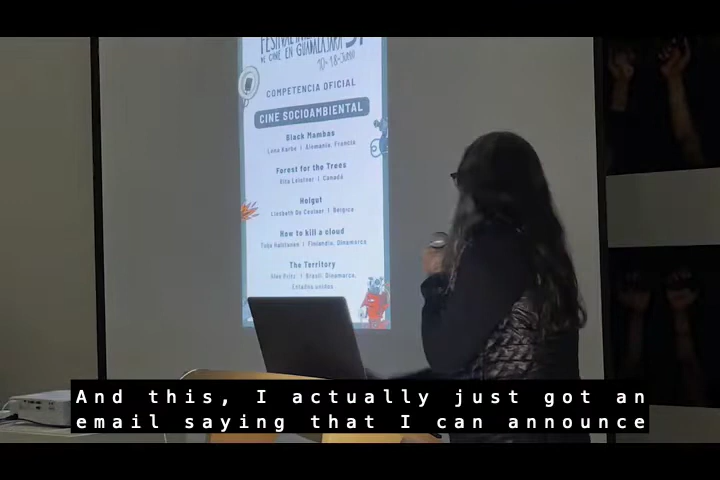 DE CINE EN GUADALAJARA
COMPETENCIA OFICIAL
CINE SOCIOAMBIENTAL
Black Mambas
Lena Karbe | Alemania, Francia
Forest for the Trees
Rita Leistner | Canadá
Holgut
Liesbeth De Ceulaer | Bélgica
How to kill a cloud
Tuija Halttunen | Finlandia, Dinamarca
The Territory
Alex Pritz | Brasil, Dinamarca,
Estados unidos
And this, I actually just got an
email saying that I can announce